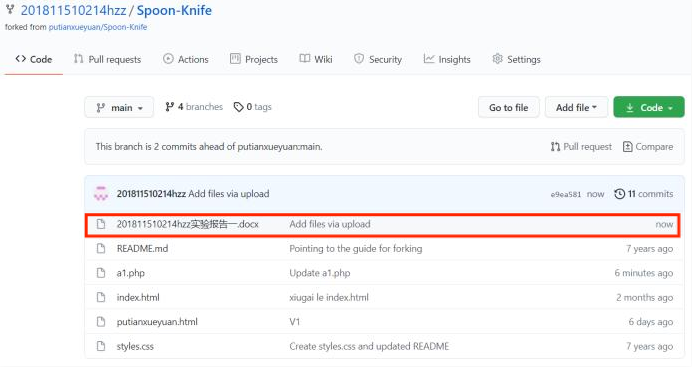 201811510214hzz / Spoon-Knife
forked from putianxueyuan/Spoon-Knife
Code Pull requests Actions Projects Wiki Security Insights Settings
main 4 branches 0 tags Go to file Add file Code
This branch is 2 commits ahead of putianxueyuan:main. Pull request Compare
201811510214hzz Add files via upload e9ea581 now 11 commits
201811510214hzz实验报告一.docx Add files via upload now
README.md Pointing to the guide for forking 7 years ago
a1.php Update a1.php 6 minutes ago
index.html xiugai le index.html 2 months ago
putianxueyuan.html V1 6 days ago
styles.css Create styles.css and updated README 7 years ago